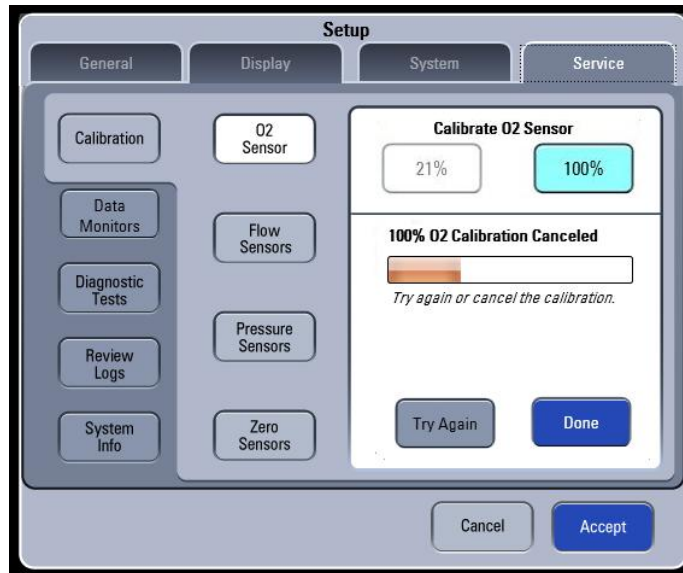 Setup
General
Display
System
Service
Calibration
Data
Monitors
Diagnostic
Tests
Review
Logs
System
Info
O2
Sensor
Flow
Sensors
Pressure
Sensors
Zero
Sensors
Calibrate O2 Sensor
21%
100%
100% O2 Calibration Canceled
Try again or cancel the calibration.
Try Again
Done
Cancel
Accept